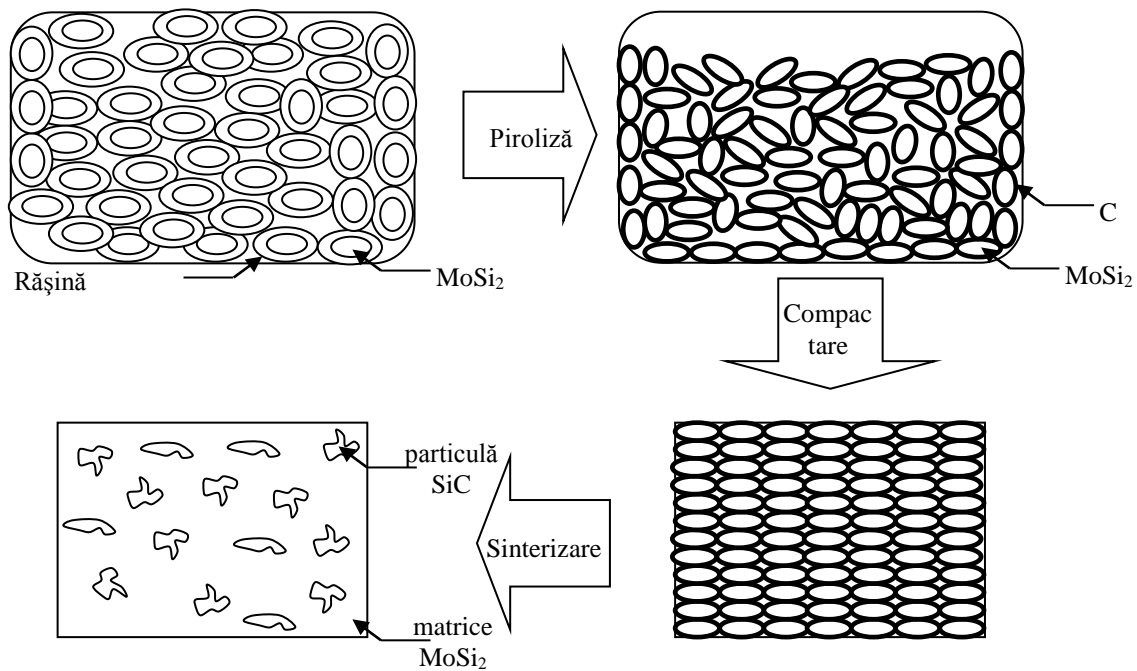 Piroliză
C
Răşină
MoSi₂
MoSi₂
Compac
tare
particulă
SiC
Sinterizare
matrice
MoSi₂